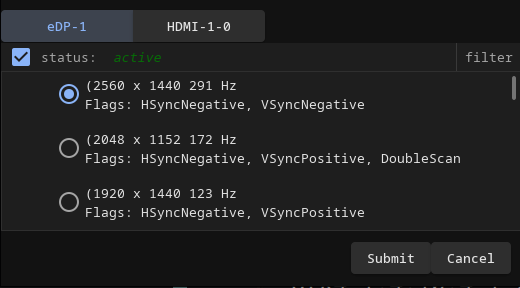 eDP-1 HDMI-1-0
status: active filter
(2560 x 1440 291 Hz
Flags: HSyncNegative, VSyncNegative
(2048 x 1152 172 Hz
Flags: HSyncNegative, VSyncPositive, DoubleScan
(1920 x 1440 123 Hz
Flags: HSyncNegative, VSyncPositive
Submit Cancel